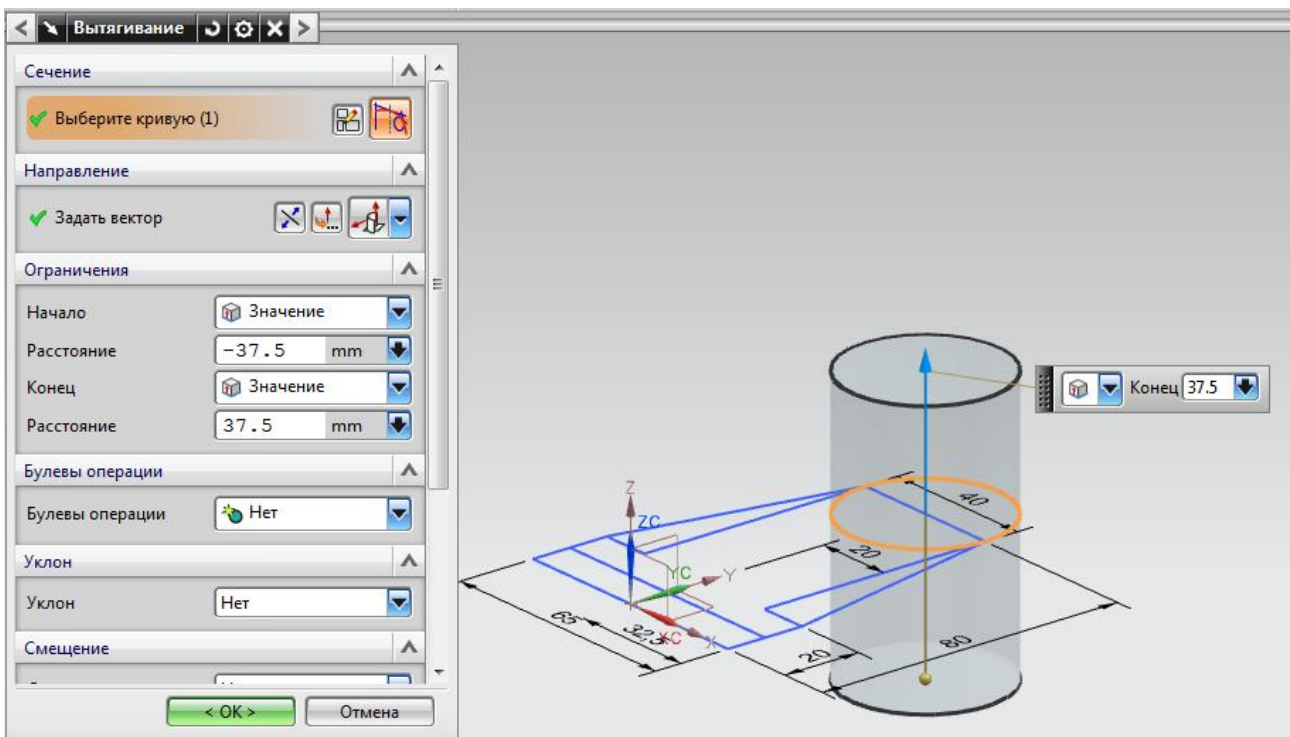 Вытягивание
Сечение
Выберите кривую (1)
Направление
Задать вектор
Ограничения
Начало Значение
Расстояние -37.5 mm
Конец Значение
Расстояние 37.5 mm
Булевы операции
Булевы операции Нет
Уклон
Уклон Нет
Смещение
< OK > Отмена
Конец 37.5
40
20
Z
ZC
YC
Y
XC
X
65
32,5
20
80